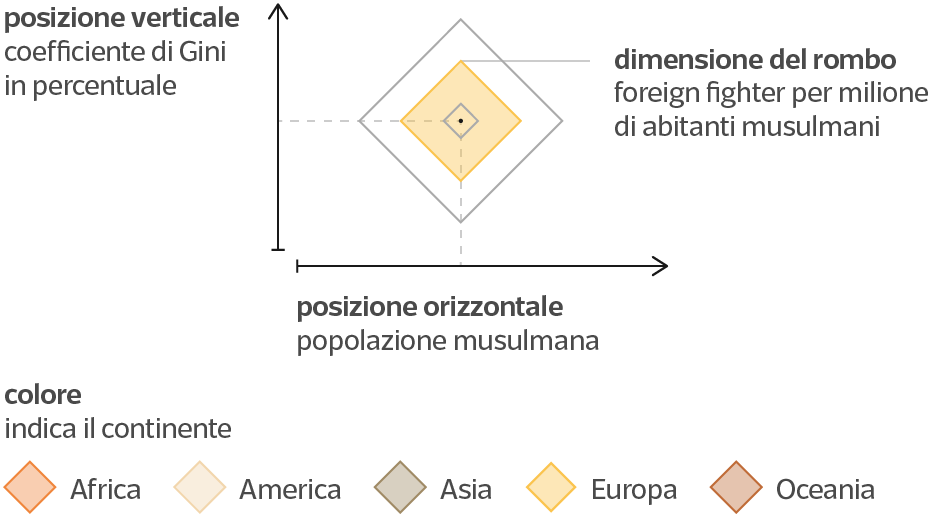 posizione verticale
coefficiente di Gini
in percentuale
dimensione del rombo
foreign fighter per milione
di abitanti musulmani
posizione orizzontale
popolazione musulmana
colore
indica il continente
Africa America Asia Europa Oceania